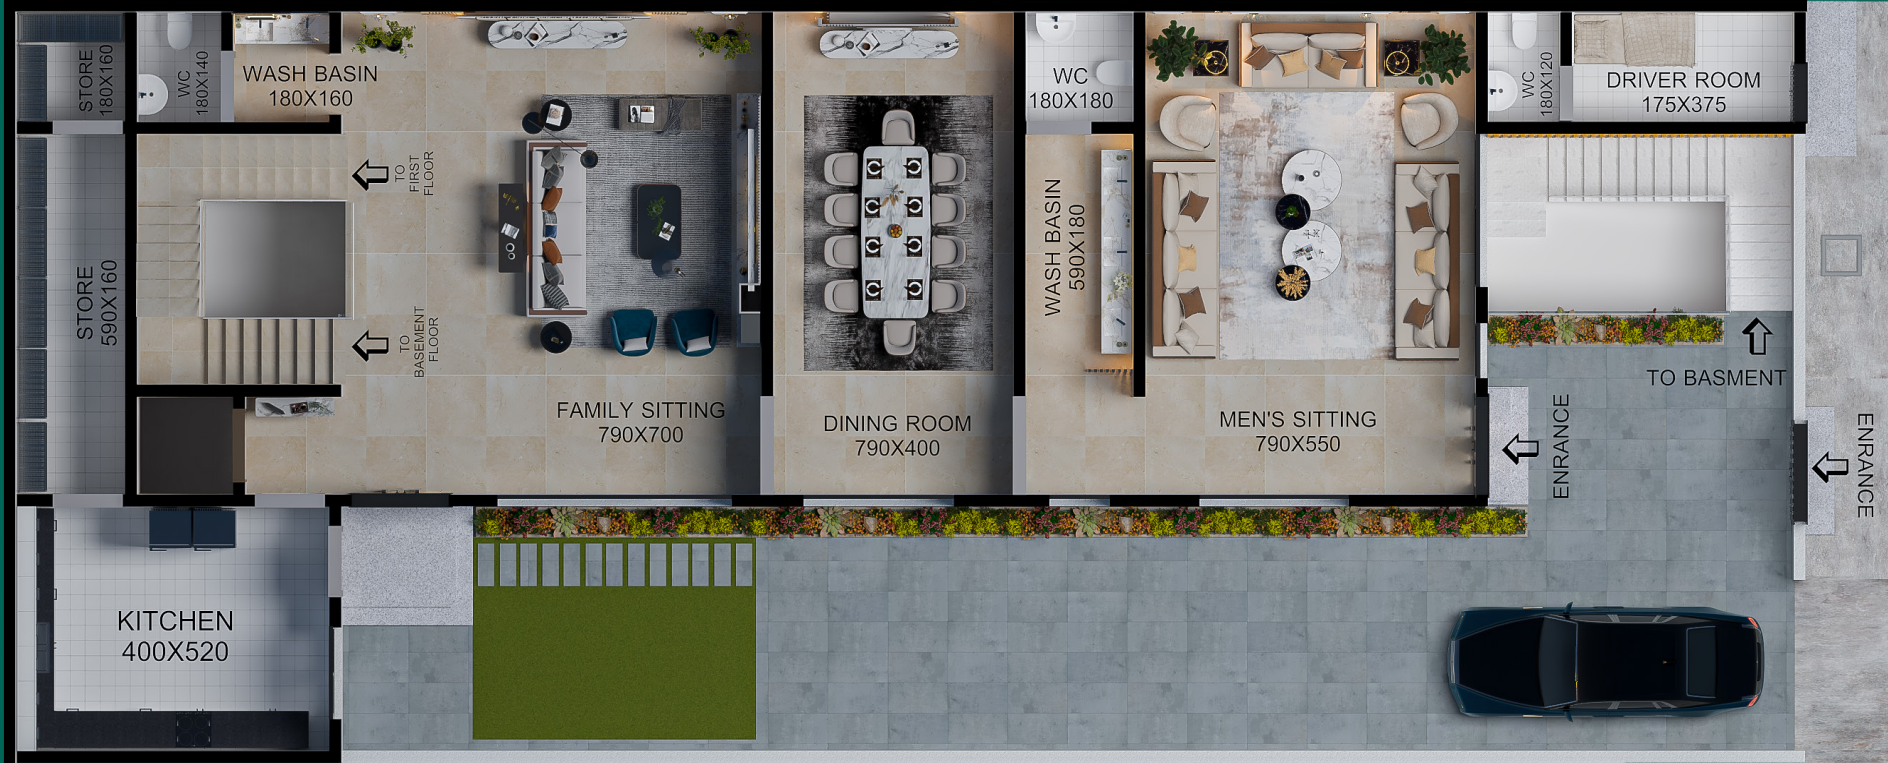 STORE
180X160
WC
180X140
WASH BASIN
180X160
TO
FIRST
FLOOR
STORE
590X160
TO
BASEMENT
FLOOR
FAMILY SITTING
790X700
DINING ROOM
790X400
WC
180X180
WASH BASIN
590X180
MEN'S SITTING
790X550
WC
180X120
DRIVER ROOM
175X375
TO BASMENT
ENRANCE
ENRANCE
KITCHEN
400X520